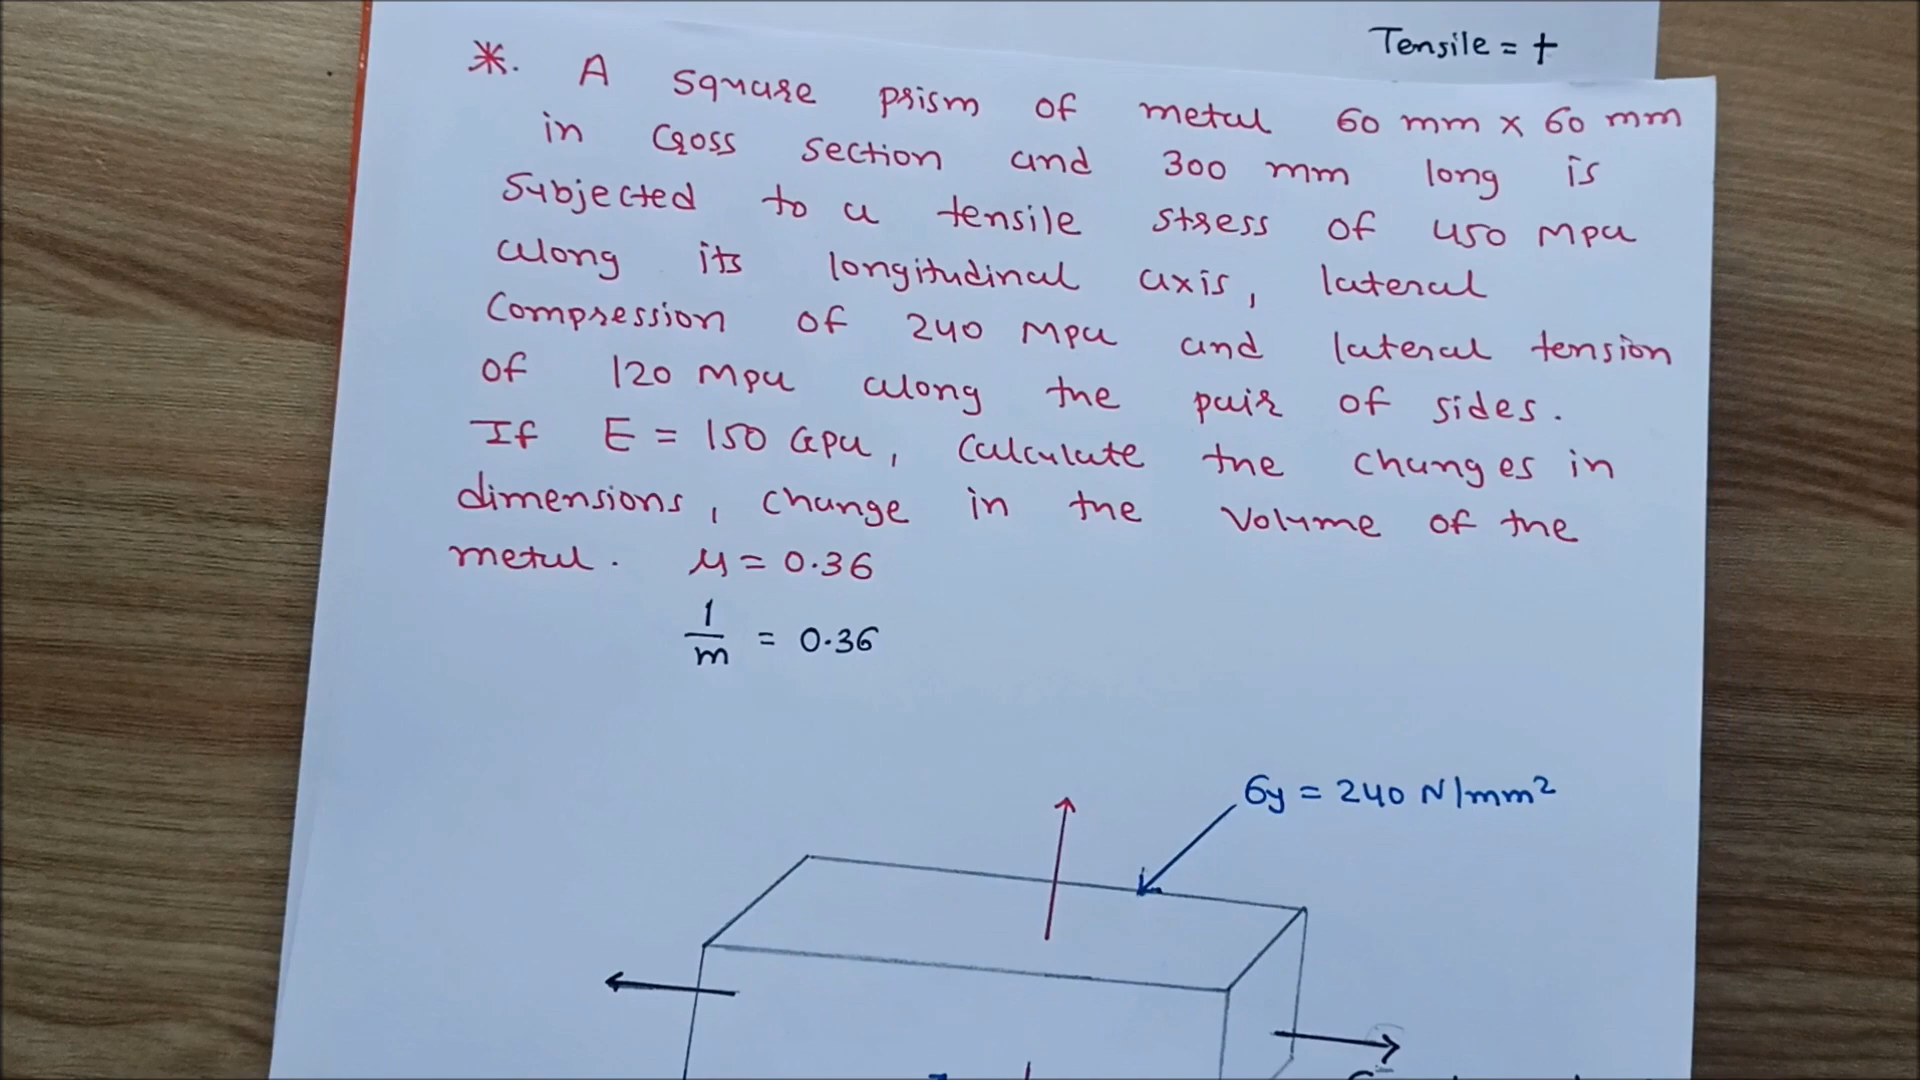 Tensile = +
*. A square prism of metal 60 mm x 60 mm
in cross section and 300 mm long is
subjected to a tensile stress of 450 Mpa
along its longitudinal axis, lateral
compression of 240 Mpa and lateral tension
of 120 Mpa along the pair of sides.
If E = 150 Gpa, calculate the changes in
dimensions, change in the volume of the
metal. μ = 0.36
1/m = 0.36
σy = 240 N/mm²